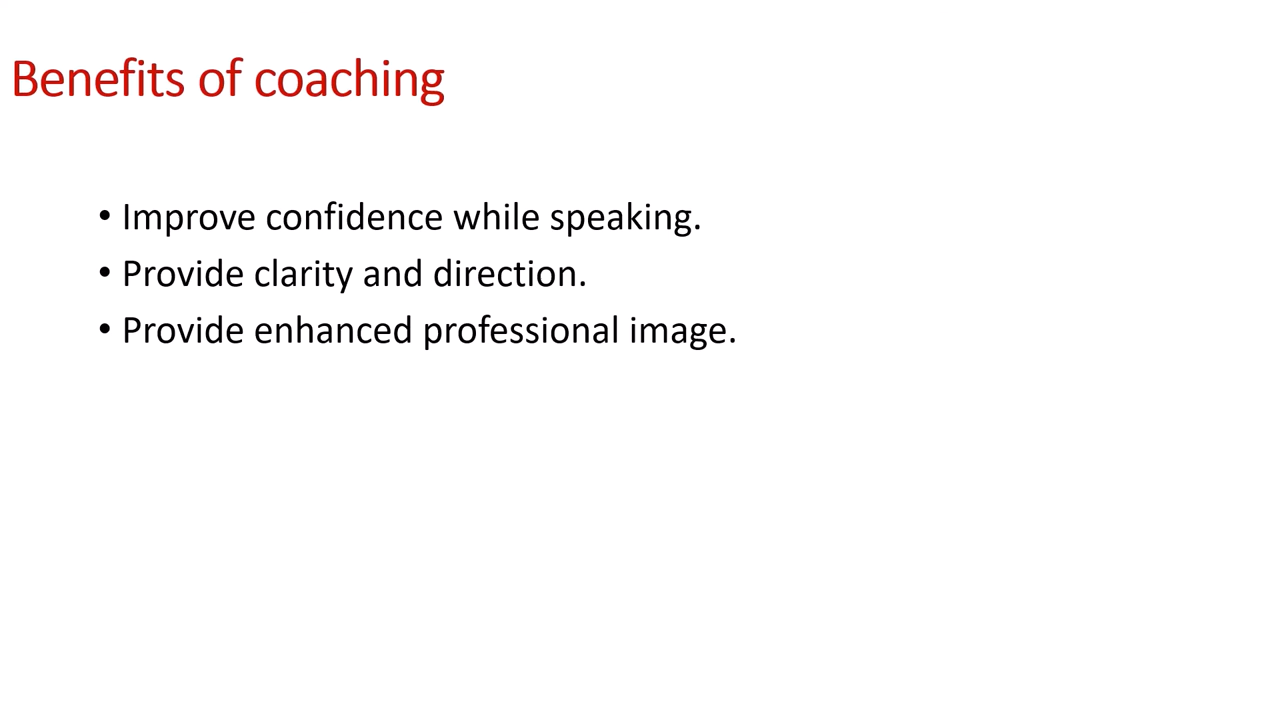 Benefits of coaching
• Improve confidence while speaking.
• Provide clarity and direction.
• Provide enhanced professional image.